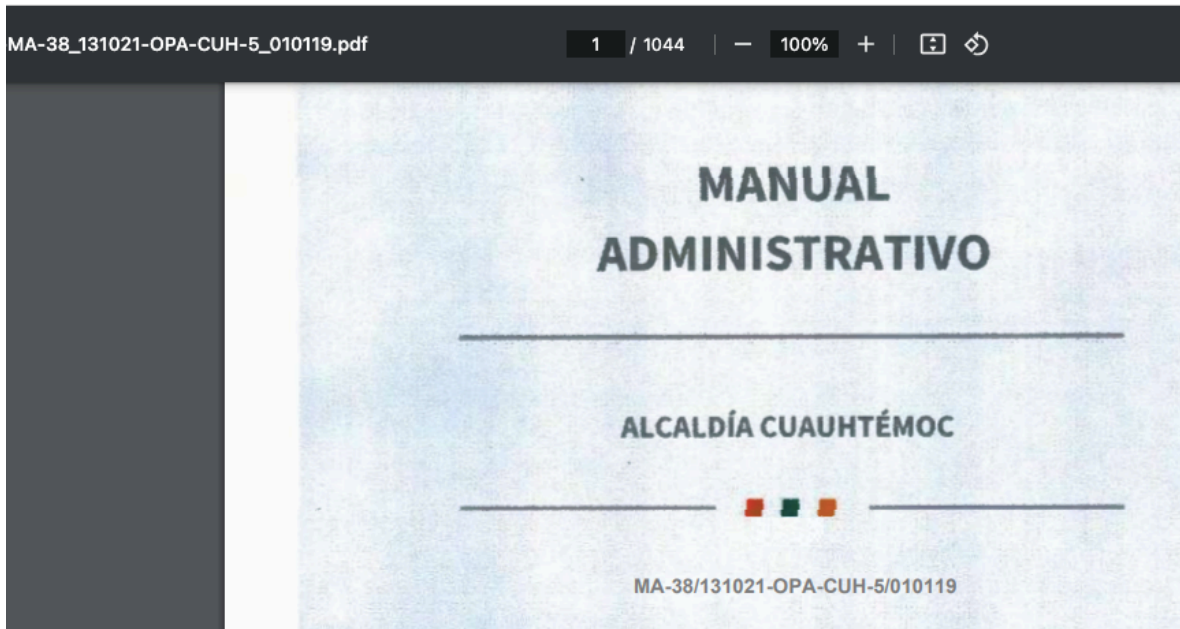 MA-38_131021-OPA-CUH-5_010119.pdf 1 / 1044 100%
MANUAL
ADMINISTRATIVO
ALCALDÍA CUAUHTÉMOC
MA-38/131021-OPA-CUH-5/010119